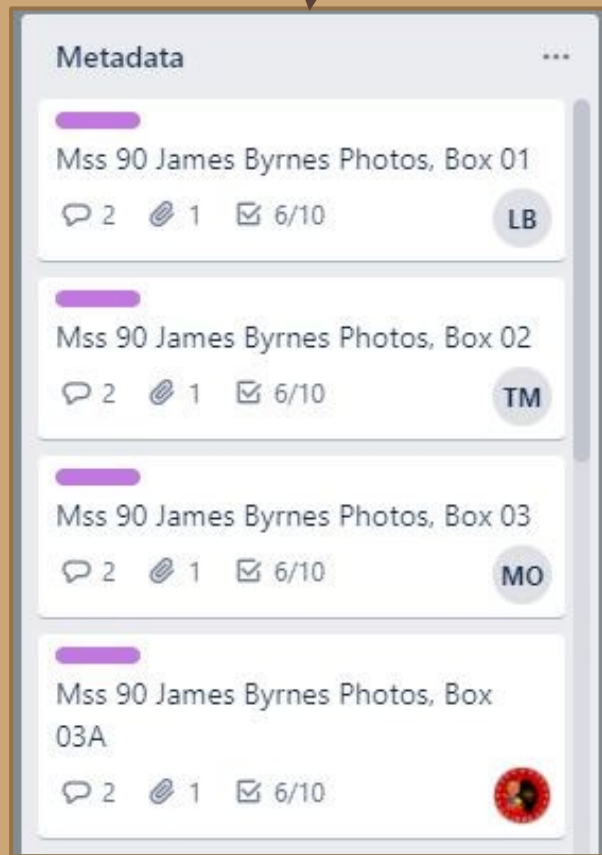 Metadata
Mss 90 James Byrnes Photos, Box 01
2 1 6/10 LB
Mss 90 James Byrnes Photos, Box 02
2 1 6/10 TM
Mss 90 James Byrnes Photos, Box 03
2 1 6/10 MO
Mss 90 James Byrnes Photos, Box
03A
2 1 6/10